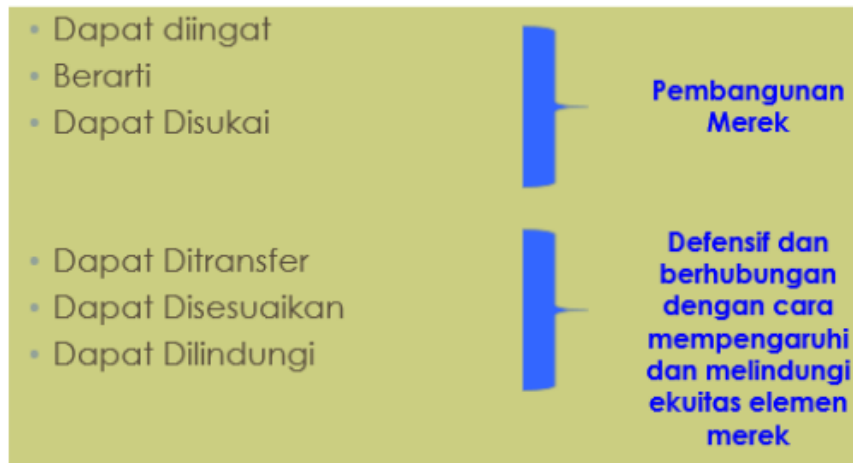 Dapat diingat
Berarti
Dapat Disukai
Pembangunan
Merek
Dapat Ditransfer
Dapat Disesuaikan
Dapat Dilindungi
Defensif dan
berhubungan
dengan cara
mempengaruhi
dan melindungi
ekuitas elemen
merek